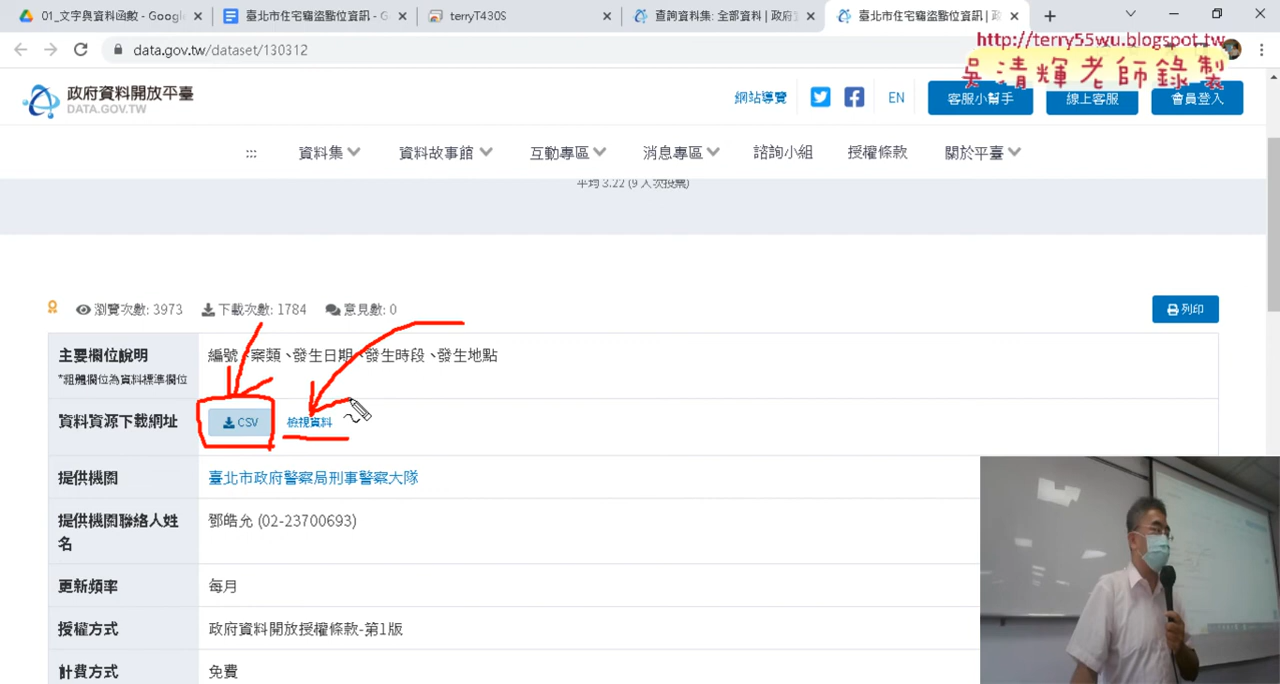 01_文字與資料函數 - Google
臺北市住宅竊盜點位資訊 - G
terryT430S
查詢資料集: 全部資料 | 政府
臺北市住宅竊盜點位資訊 | 政
data.gov.tw/dataset/130312
http://terry55wu.blogspot.tw
吳清輝老師錄製
政府資料開放平臺
DATA.GOV.TW
網站導覽
EN
客服小幫手
線上客服
會員登入
:::
資料集
資料故事館
互動專區
消息專區
諮詢小組
授權條款
關於平臺
平均 3.22 (9 人次投票)
瀏覽次數: 3973
下載次數: 1784
意見數: 0
列印
主要欄位說明
*粗體欄位為資料標準欄位
編號、案類、發生日期、發生時段、發生地點
資料資源下載網址
CSV
檢視資料
提供機關
臺北市政府警察局刑事警察大隊
提供機關聯絡人姓名
鄧皓允 (02-23700693)
更新頻率
每月
授權方式
政府資料開放授權條款-第1版
計費方式
免費